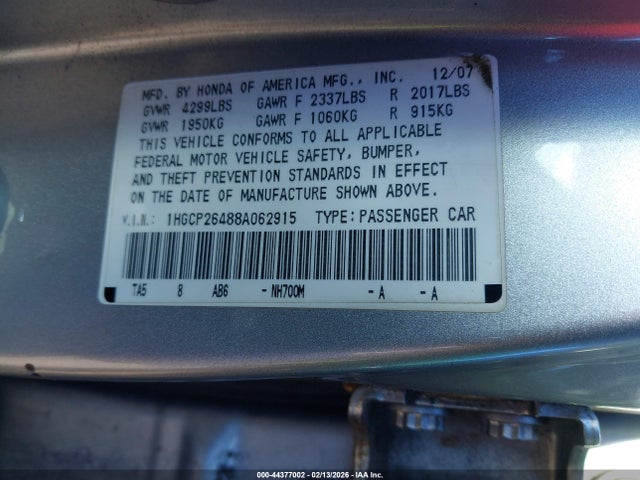 MFD. BY HONDA OF AMERICA MFG., INC. 12/07
GVWR 4299LBS GAWR F 2337LBS R 2017LBS
GVWR 1950KG GAWR F 1060KG R 915KG
THIS VEHICLE CONFORMS TO ALL APPLICABLE
FEDERAL MOTOR VEHICLE SAFETY, BUMPER,
AND THEFT PREVENTION STANDARDS IN EFFECT
ON THE DATE OF MANUFACTURE SHOWN ABOVE.
V.I.N: 1HGCP26488A062915 TYPE: PASSENGER CAR
TA5 8 AB6 -NH700M -A -A
000-44377002 - 02/13/2026 - IAA Inc.